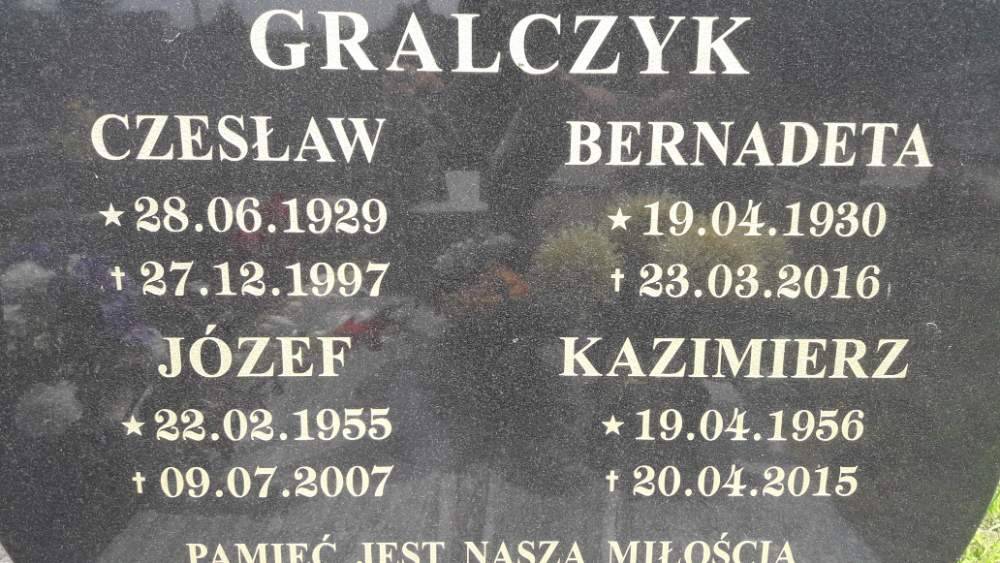 GRALCZYK
CZESŁAW BERNADETA
★ 28.06.1929 ★ 19.04.1930
† 27.12.1997 † 23.03.2016
JÓZEF KAZIMIERZ
★ 22.02.1955 ★ 19.04.1956
† 09.07.2007 † 20.04.2015
PAMIĘĆ JEST NASZĄ MIŁOŚCIĄ